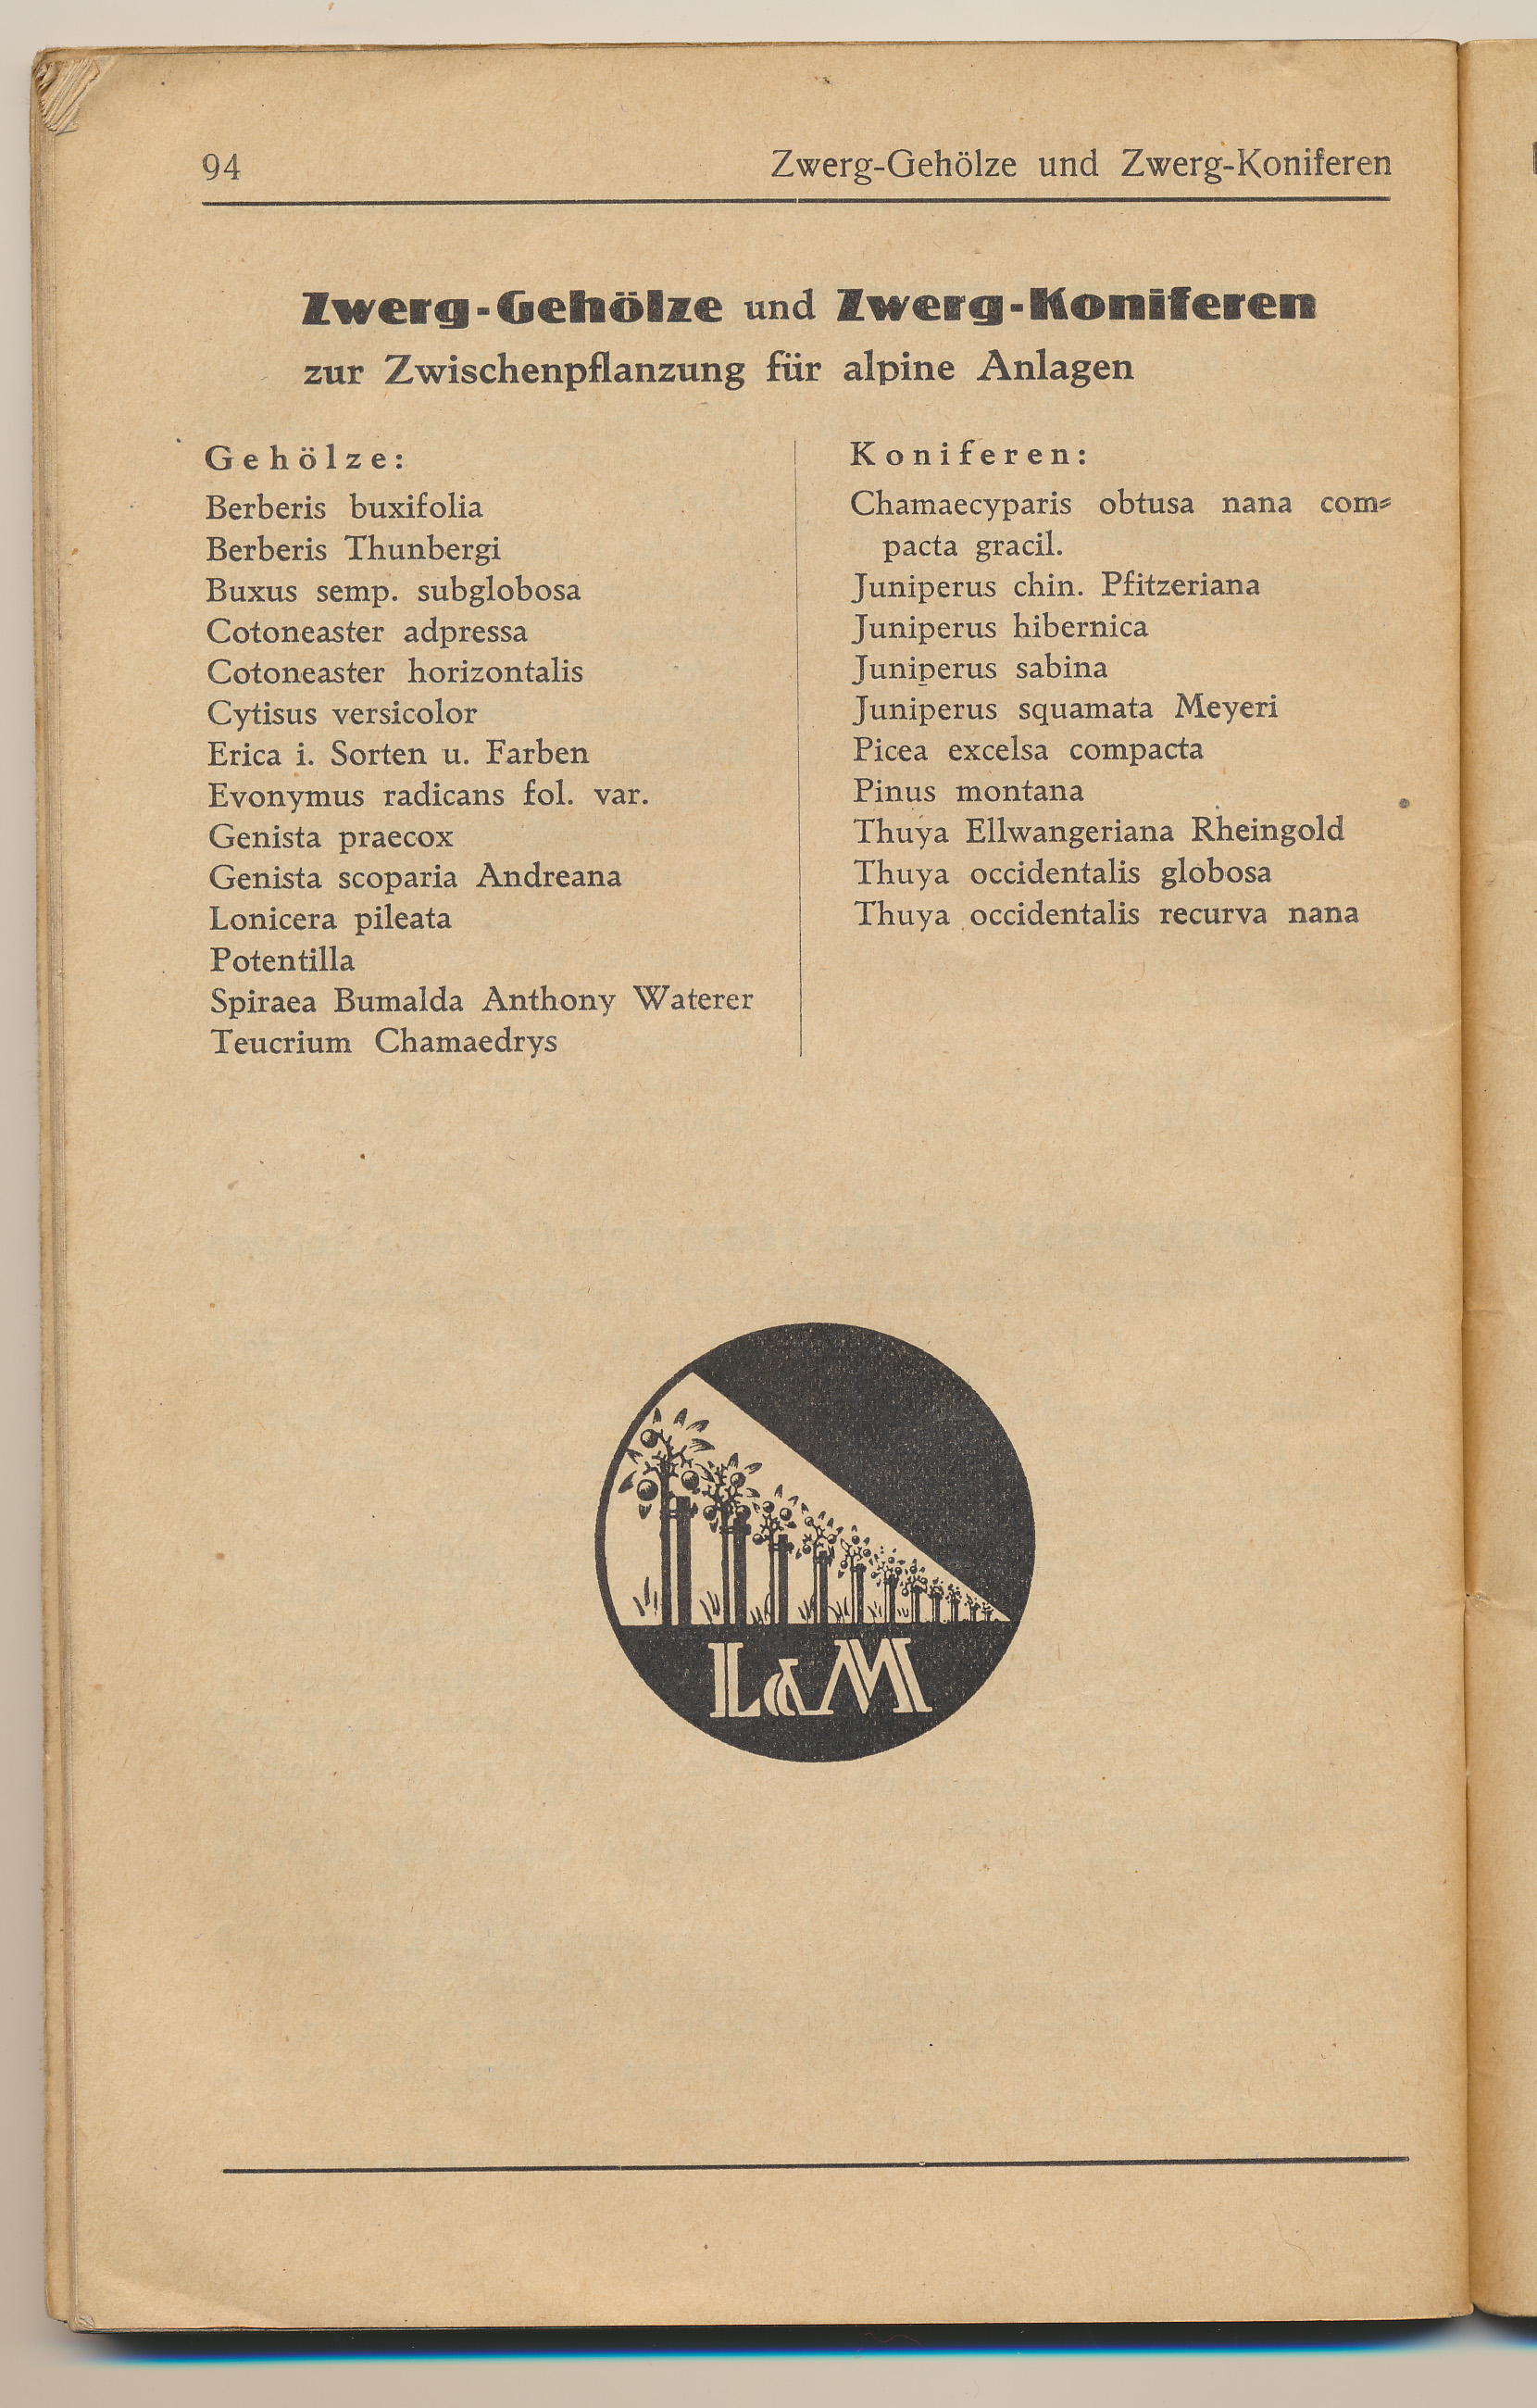 94
Zwerg-Gehölze und Zwerg-Koniferen
Zwerg-Gehölze und Zwerg-Koniferen
zur Zwischenpflanzung für alpine Anlagen
Gehölze:
Berberis buxifolia
Berberis Thunbergi
Buxus semp. subglobosa
Cotoneaster adpressa
Cotoneaster horizontalis
Cytisus versicolor
Erica i. Sorten u. Farben
Evonymus radicans fol. var.
Genista praecox
Genista scoparia Andreana
Lonicera pileata
Potentilla
Spiraea Bumalda Anthony Waterer
Teucrium Chamaedrys
Koniferen:
Chamaecyparis obtusa nana com-
pacta gracil.
Juniperus chin. Pfitzeriana
Juniperus hibernica
Juniperus sabina
Juniperus squamata Meyeri
Picea excelsa compacta
Pinus montana
Thuya Ellwangeriana Rheingold
Thuya occidentalis globosa
Thuya occidentalis recurva nana
L&M